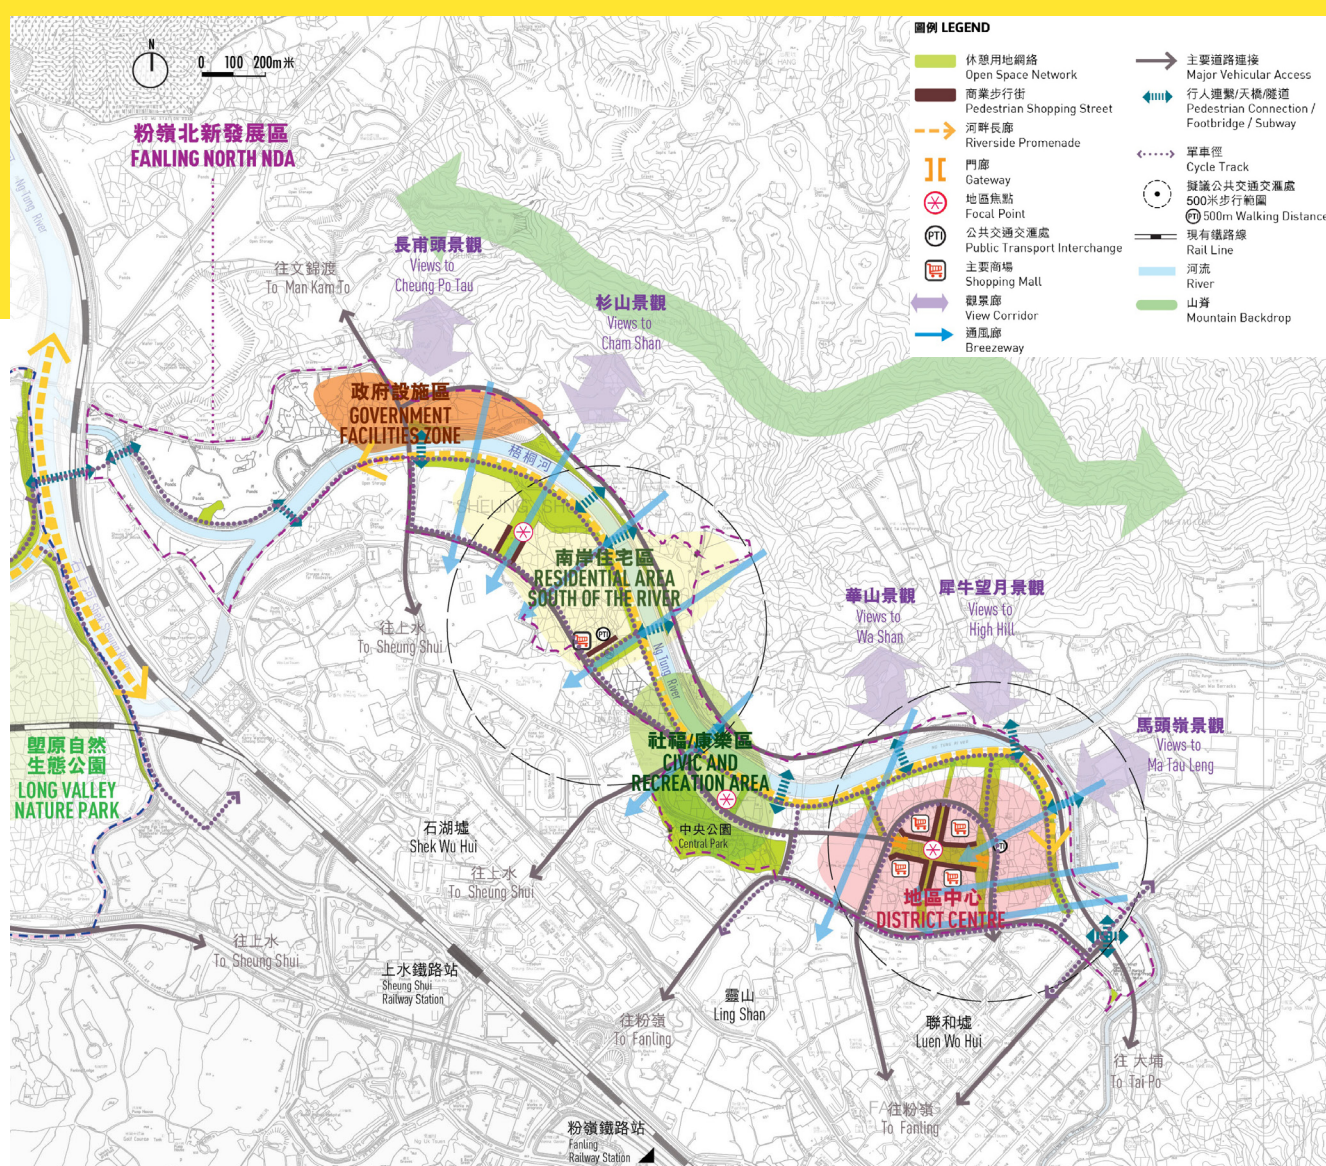 圖例 LEGEND
休憩用地網絡
Open Space Network
商業步行街
Pedestrian Shopping Street
河畔長廊
Riverside Promenade
門廊
Gateway
地區焦點
Focal Point
PTI
公共交通交滙處
Public Transport Interchange
主要商場
Shopping Mall
觀景廊
View Corridor
通風廊
Breezeway
主要道路連接
Major Vehicular Access
行人連繫/天橋/隧道
Pedestrian Connection /
Footbridge / Subway
單車徑
Cycle Track
擬議公共交通交滙處
500米步行範圍
PTI 500m Walking Distance
現有鐵路線
Rail Line
河流
River
山脊
Mountain Backdrop
N
0 100 200m米
粉嶺北新發展區
FANLING NORTH NDA
Ng Tung River
往文錦渡
To Man Kam To
長甫頭景觀
Views to
Cheung Po Tau
杉山景觀
Views to
Cham Shan
政府設施區
GOVERNMENT
FACILITIES ZONE
梧桐河
南岸住宅區
RESIDENTIAL AREA
SOUTH OF THE RIVER
PTI
往上水
To Sheung Shui
Ng Tung River
華山景觀
Views to
Wa Shan
犀牛望月景觀
Views to
High Hill
馬頭嶺景觀
Views to
Ma Tau Leng
塱原自然
生態公園
LONG VALLEY
NATURE PARK
社福/康樂區
CIVIC AND
RECREATION AREA
中央公園
Central Park
石湖墟
Shek Wu Hui
往上水
To Sheung Shui
PTI
地區中心
DISTRICT CENTRE
往上水
To Sheung Shui
上水鐵路站
Sheung Shui
Railway Station
靈山
Ling Shan
往粉嶺
To Fanling
聯和墟
Luen Wo Hui
往 大埔
To Tai Po
往粉嶺
To Fanling
粉嶺鐵路站
Fanling
Railway Station